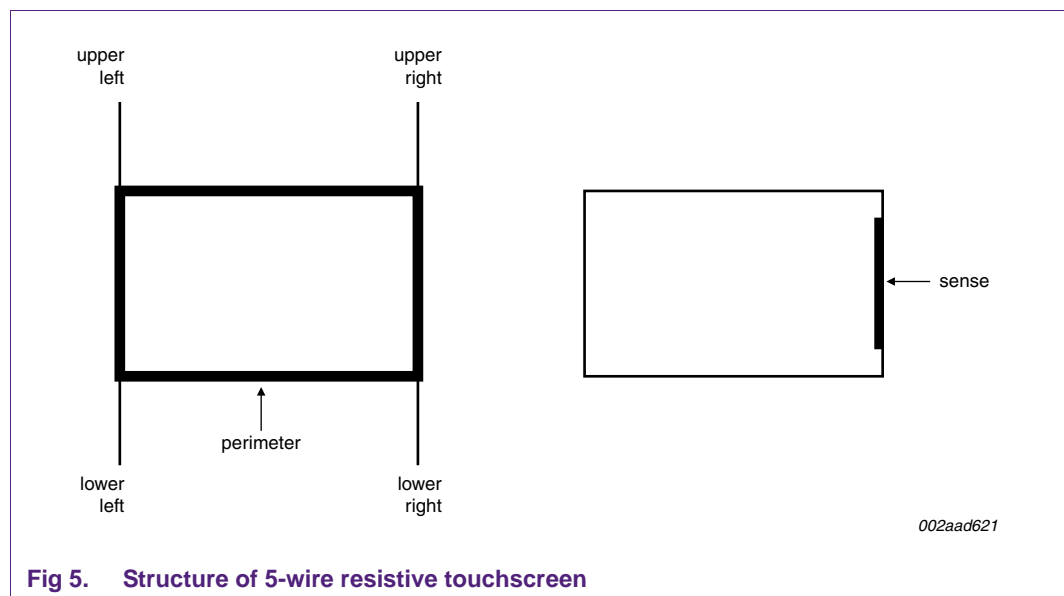 upper
left
upper
right
sense
perimeter
lower
left
lower
right
002aad621
Fig 5. Structure of 5-wire resistive touchscreen